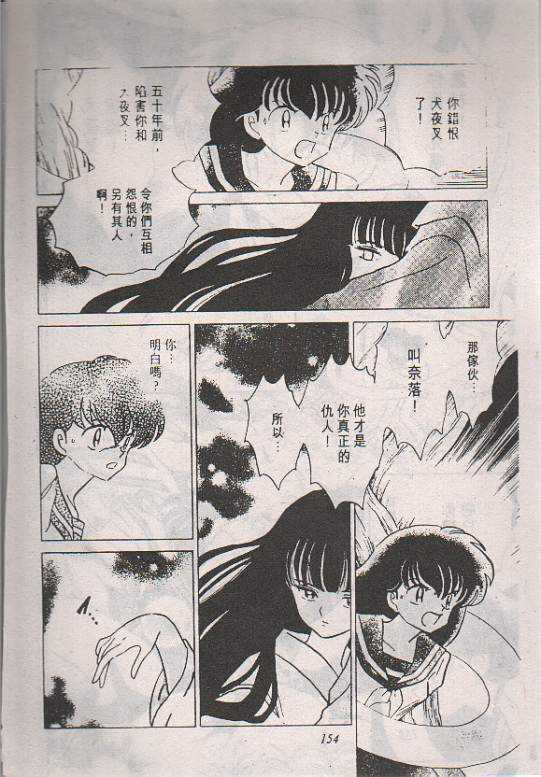 你錯恨
犬夜叉
了！
五十年前，
陷害你和
犬夜叉…
令你們互相
怨恨的，
另有其人
啊！
那傢伙…
叫奈落！
他才是
你真正的
仇人！
所以…
你…
明白嗎？
154